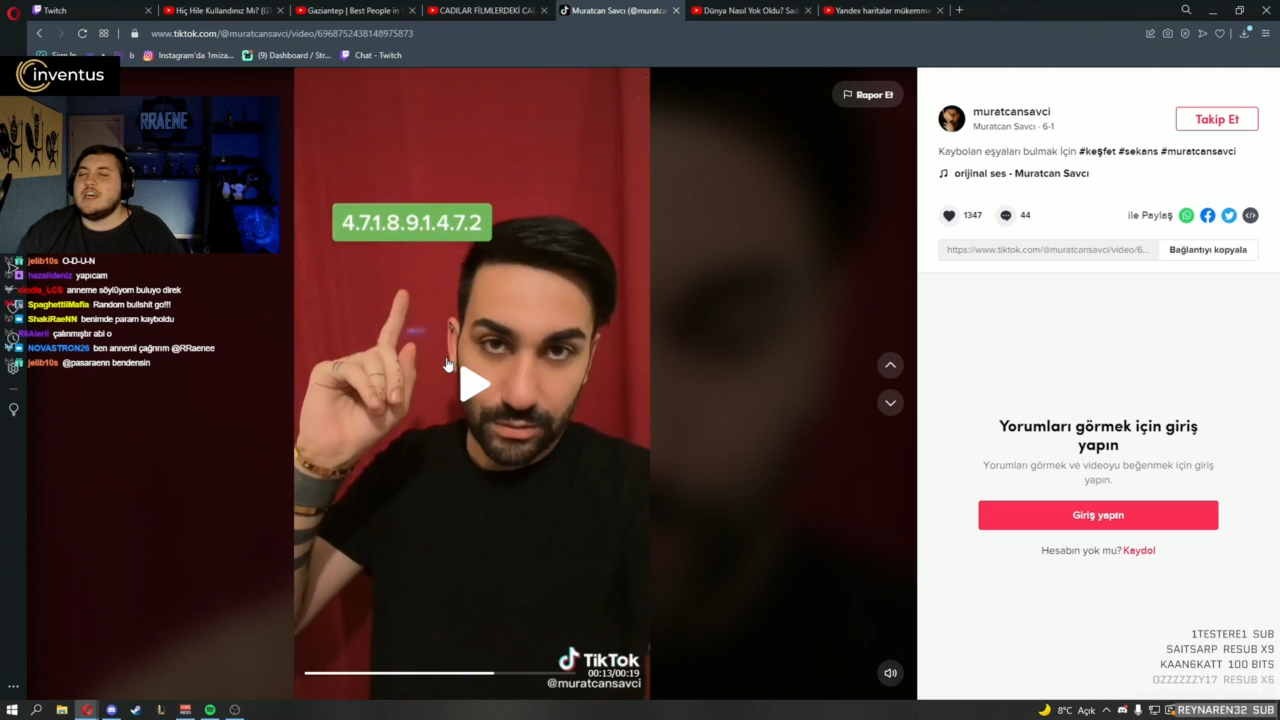 Twitch
Hiç Hile Kullandınız Mı? (G
Gaziantep | Best People in
CADILAR FİLMLERDEKİ CA
Muratcan Savcı (@muratca
Dünya Nasıl Yok Oldu? Sad
Yandex haritalar mükemme
www.tiktok.com/@muratcansavci/video/6968752438148975873
b
Instagram'da 1miza...
(9) Dashboard / Str...
Chat - Twitch
inventus
RRAENE
jelib10s O-D-U-N
hazalideniz yapıcam
anneme söylüyom buluyo direk
SpaghettiiMafia Random bullshit go!!!
ShakiRaeNN benimde param kayboldu
çalınmıştır abi o
NOVASTRON26 ben annemi çağırırım @RRaenee
jelib10s @pasaraenn bendensin
4.7.1.8.9.1.4.7.2
TikTok
00:13/00:19
@muratcansavci
Rapor Et
muratcansavci
Muratcan Savcı · 6-1
Takip Et
Kaybolan eşyaları bulmak İçin #keşfet #sekans #muratcansavci
orijinal ses - Muratcan Savcı
1347
44
ile Paylaş
https://www.tiktok.com/@muratcansavci/video/6...
Bağlantıyı kopyala
Yorumları görmek için giriş
yapın
Yorumları görmek ve videoyu beğenmek için giriş
yapın.
Giriş yapın
Hesabın yok mu? Kaydol
1TESTERE1 SUB
SAITSARP RESUB X9
KAAN6KATT 100 BITS
OZZZZZZY17 RESUB X6
REYNAREN32 SUB
8°C Açık